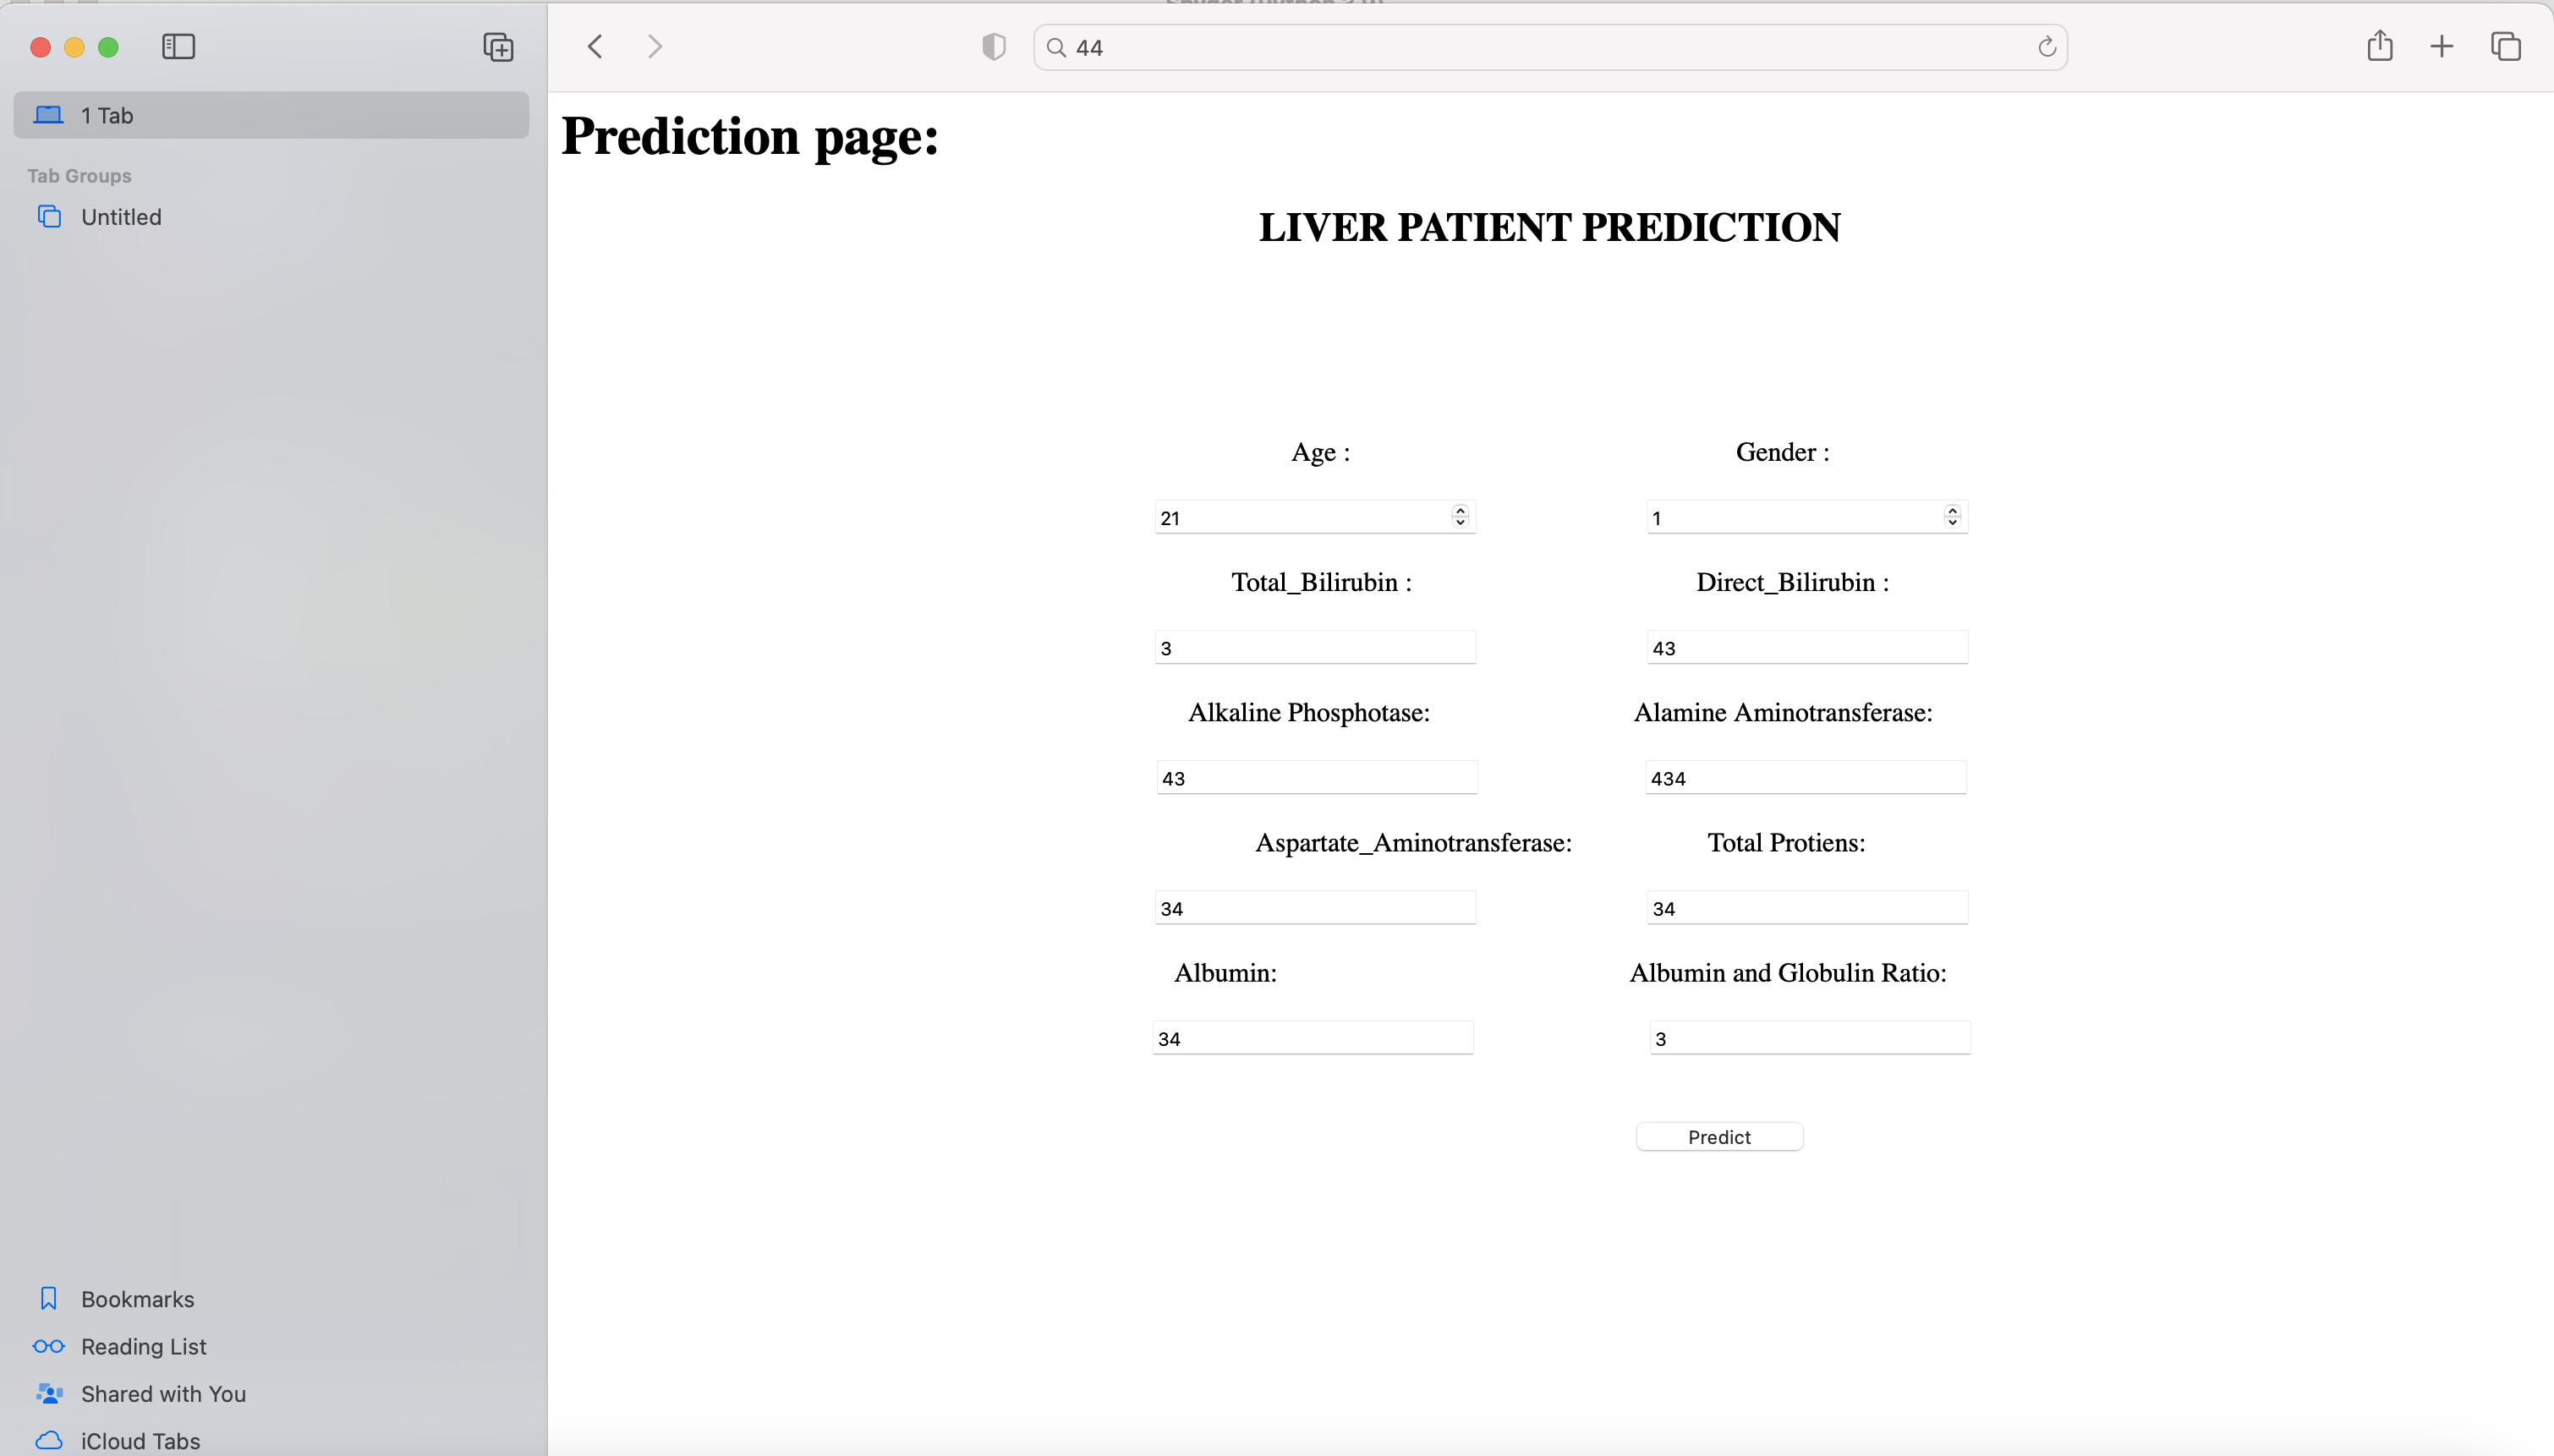 44
1 Tab
Tab Groups
Untitled
Bookmarks
Reading List
Shared with You
iCloud Tabs
Prediction page:
LIVER PATIENT PREDICTION
Age : Gender :
21 1
Total_Bilirubin : Direct_Bilirubin :
3 43
Alkaline Phosphotase: Alamine Aminotransferase:
43 434
Aspartate_Aminotransferase: Total Protiens:
34 34
Albumin: Albumin and Globulin Ratio:
34 3
Predict